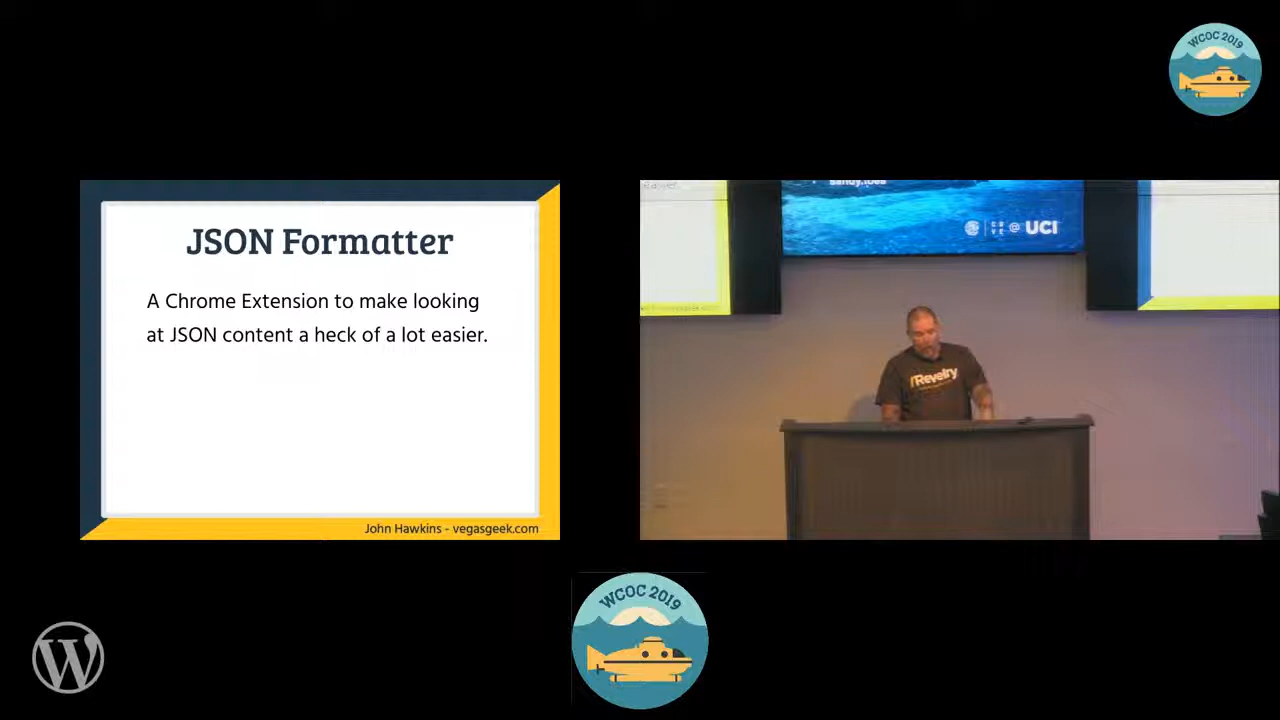 WCOC 2019
JSON Formatter
A Chrome Extension to make looking
at JSON content a heck of a lot easier.
John Hawkins - vegasgeek.com
@ UCI
Revelry
WCOC 2019